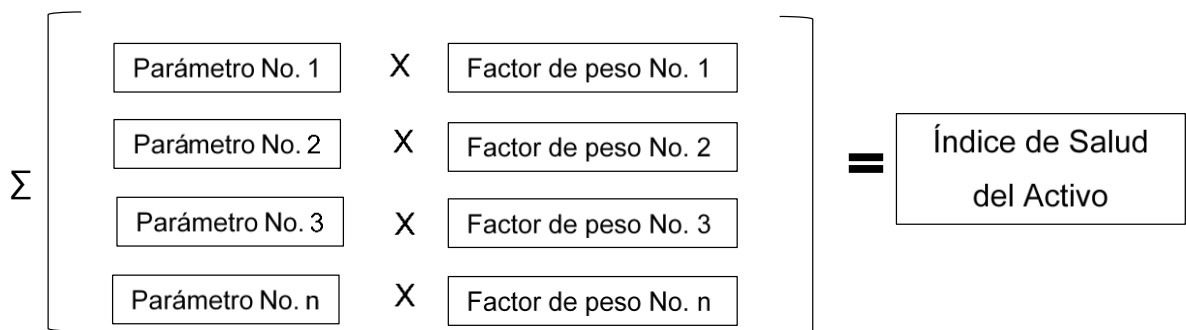 Parámetro No. 1 X Factor de peso No. 1
Parámetro No. 2 X Factor de peso No. 2
Σ
Parámetro No. 3 X Factor de peso No. 3
Parámetro No. n X Factor de peso No. n
=
Índice de Salud
del Activo